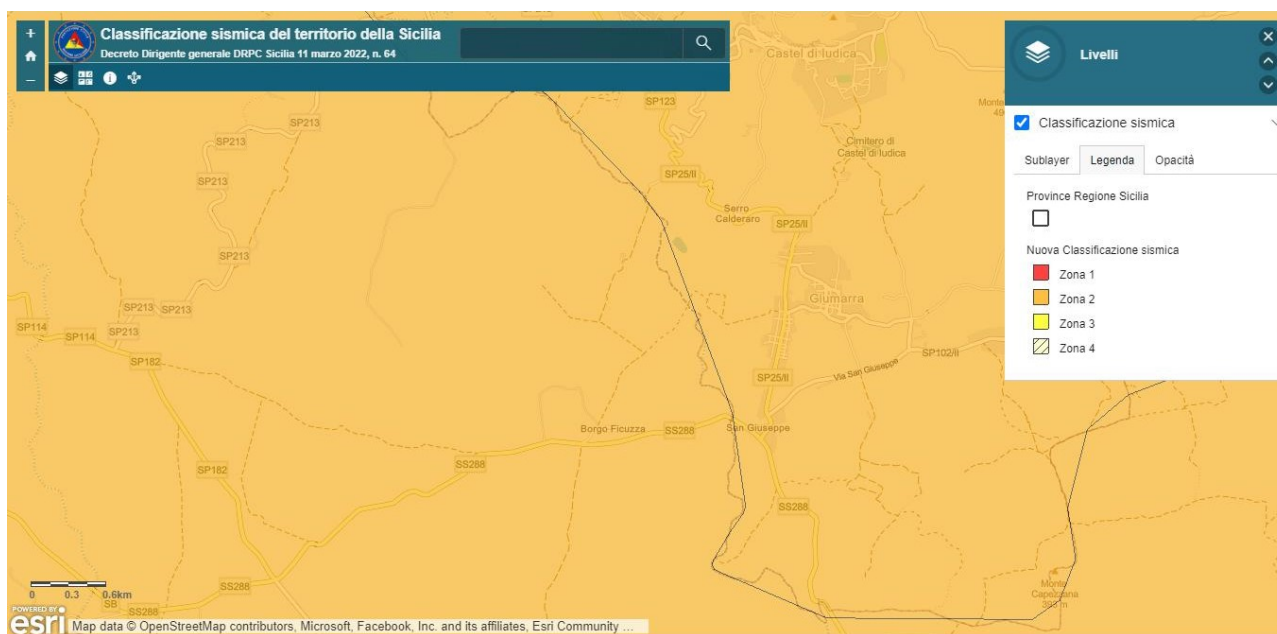 Classificazione sismica del territorio della Sicilia
Decreto Dirigente generale DRPC Sicilia 11 marzo 2022, n. 64
Livelli
Classificazione sismica
Sublayer Legenda Opacità
Province Regione Sicilia
Nuova Classificazione sismica
Zona 1
Zona 2
Zona 3
Zona 4
Castel di Iudica
Monte
SP123
SP213
SP213
Cimitero di
Castel di Iudica
SP25/II
SP213
Serro
Calderaro
SP25/II
SP213
Giumarra
SP213
SP213
SP114
SP114
SP213
SP182
SP102/II
Via San Giuseppe
SP25/II
Borgo Ficuzza
SS288
San Giuseppe
SS288
SP182
SS288
SS288
Monte
Capezzana
SB
SS288
0 0.3 0.6km
POWERED BY
esri
Map data © OpenStreetMap contributors, Microsoft, Facebook, Inc. and its affiliates, Esri Community ...